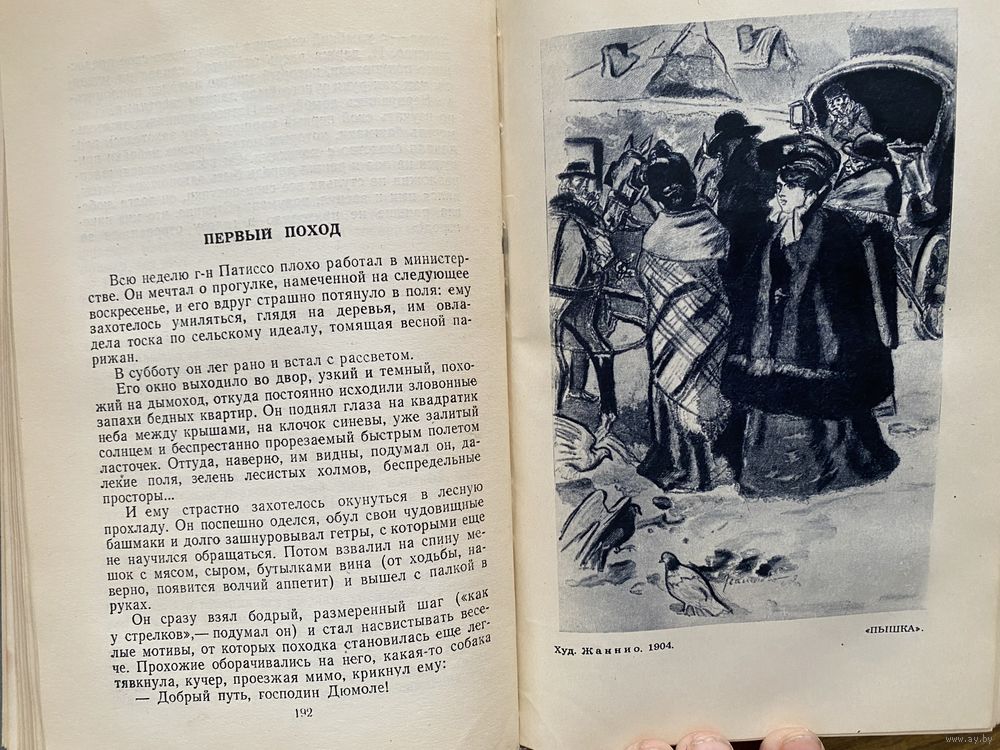 ПЕРВЫЙ ПОХОД
Всю неделю г-н Патиссо плохо работал в министер-
стве. Он мечтал о прогулке, намеченной на следующее
воскресенье, и его вдруг страшно потянуло в поля: ему
захотелось умиляться, глядя на деревья, им овла-
дела тоска по сельскому идеалу, томящая весной па-
рижан.
В субботу он лег рано и встал с рассветом.
Его окно выходило во двор, узкий и темный, похо-
жий на дымоход, откуда постоянно исходили зловонные
запахи бедных квартир. Он поднял глаза на квадратик
неба между крышами, на клочок синевы, уже залитый
солнцем и беспрестанно прорезаемый быстрым полетом
ласточек. Оттуда, наверно, им видны, подумал он, да-
лекие поля, зелень лесистых холмов, беспредельные
просторы...
И ему страстно захотелось окунуться в лесную
прохладу. Он поспешно оделся, обул свои чудовищные
башмаки и долго зашнуровывал гетры, с которыми еще
не научился обращаться. Потом взвалил на спину ме-
шок с мясом, сыром, бутылками вина (от ходьбы, на-
верно, появится волчий аппетит) и вышел с палкой в
руках.
Он сразу взял бодрый, размеренный шаг («как
у стрелков»,— подумал он) и стал насвистывать весе-
лые мотивы, от которых походка становилась еще лег-
че. Прохожие оборачивались на него, какая-то собака
тявкнула, кучер, проезжая мимо, крикнул ему:
— Добрый путь, господин Дюмоле!
192
«ПЫШКА».
Худ. Жаннио. 1904.
www.ay.by